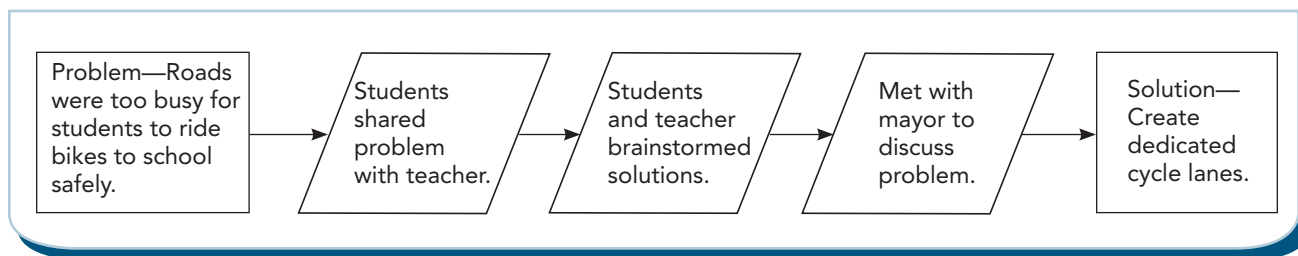 Problem—Roads
were too busy for
students to ride
bikes to school
safely.
Students
shared
problem
with teacher.
Students
and teacher
brainstormed
solutions.
Met with
mayor to
discuss
problem.
Solution—
Create
dedicated
cycle lanes.